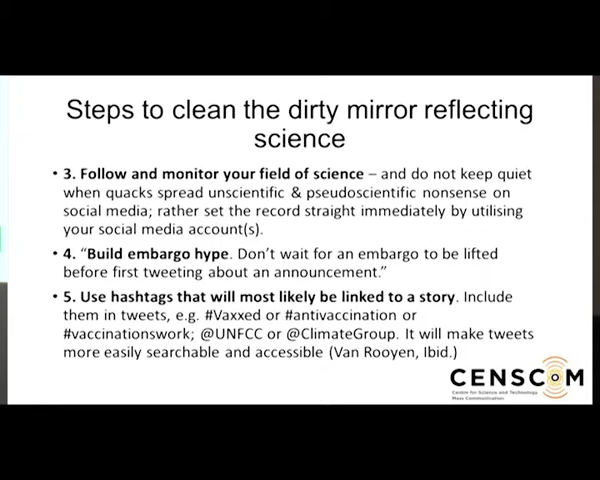 Steps to clean the dirty mirror reflecting
science
• 3. Follow and monitor your field of science – and do not keep quiet
when quacks spread unscientific & pseudoscientific nonsense on
social media; rather set the record straight immediately by utilising
your social media account(s).
• 4. “Build embargo hype. Don’t wait for an embargo to be lifted
before first tweeting about an announcement.”
• 5. Use hashtags that will most likely be linked to a story. Include
them in tweets, e.g. #Vaxxed or #antivaccination or
#vaccinationswork; @UNFCC or @ClimateGroup. It will make tweets
more easily searchable and accessible (Van Rooyen, Ibid.)
CENSCOM
Centre for Science and Technology
Mass Communication